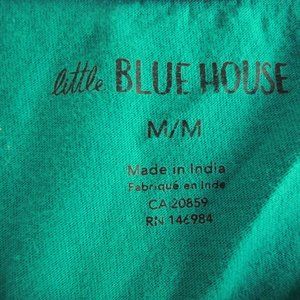 little BLUE HOUSE
M/M
Made in India
Fabriqué en Inde
CA 20859
RN 146984